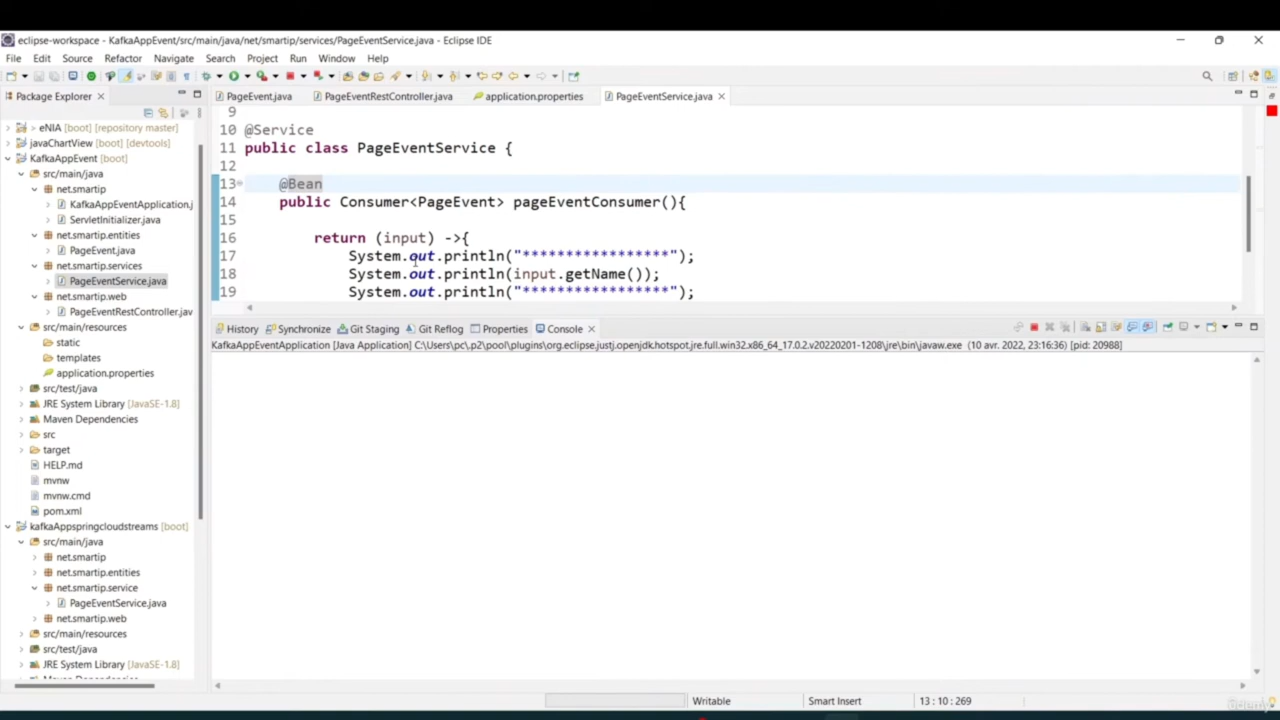 eclipse-workspace - KafkaAppEvent/src/main/java/net/smartip/services/PageEventService.java - Eclipse IDE
File Edit Source Refactor Navigate Search Project Run Window Help
Package Explorer
PageEvent.java PageEventRestController.java application.properties PageEventService.java
> eNIA [boot] [repository master]
javaChartView [boot] [devtools]
KafkaAppEvent [boot]
src/main/java
net.smartip
KafkaAppEventApplication.j
ServletInitializer.java
net.smartip.entities
PageEvent.java
net.smartip.services
PageEventService.java
net.smartip.web
PageEventRestController.jav
src/main/resources
static
templates
application.properties
src/test/java
JRE System Library [JavaSE-1.8]
Maven Dependencies
src
target
HELP.md
mvnw
mvnw.cmd
pom.xml
kafkaAppspringcloudstreams [boot]
src/main/java
net.smartip
net.smartip.entities
net.smartip.service
PageEventService.java
net.smartip.web
src/main/resources
src/test/java
JRE System Library [JavaSE-1.8]
9
10 @Service
11 public class PageEventService {
12
13 @Bean
14 public Consumer<PageEvent> pageEventConsumer(){
15
16 return (input) ->{
17 System.out.println("*****************");
18 System.out.println(input.getName());
19 System.out.println("*****************");
History Synchronize Git Staging Git Reflog Properties Console
KafkaAppEventApplication [Java Application] C:\Users\pc\.p2\pool\plugins\org.eclipse.justj.openjdk.hotspot.jre.full.win32.x86_64_17.0.2.v20220201-1208\jre\bin\javaw.exe (10 avr. 2022, 23:16:36) [pid: 20988]
Writable Smart Insert 13 : 10 : 269
Udemy